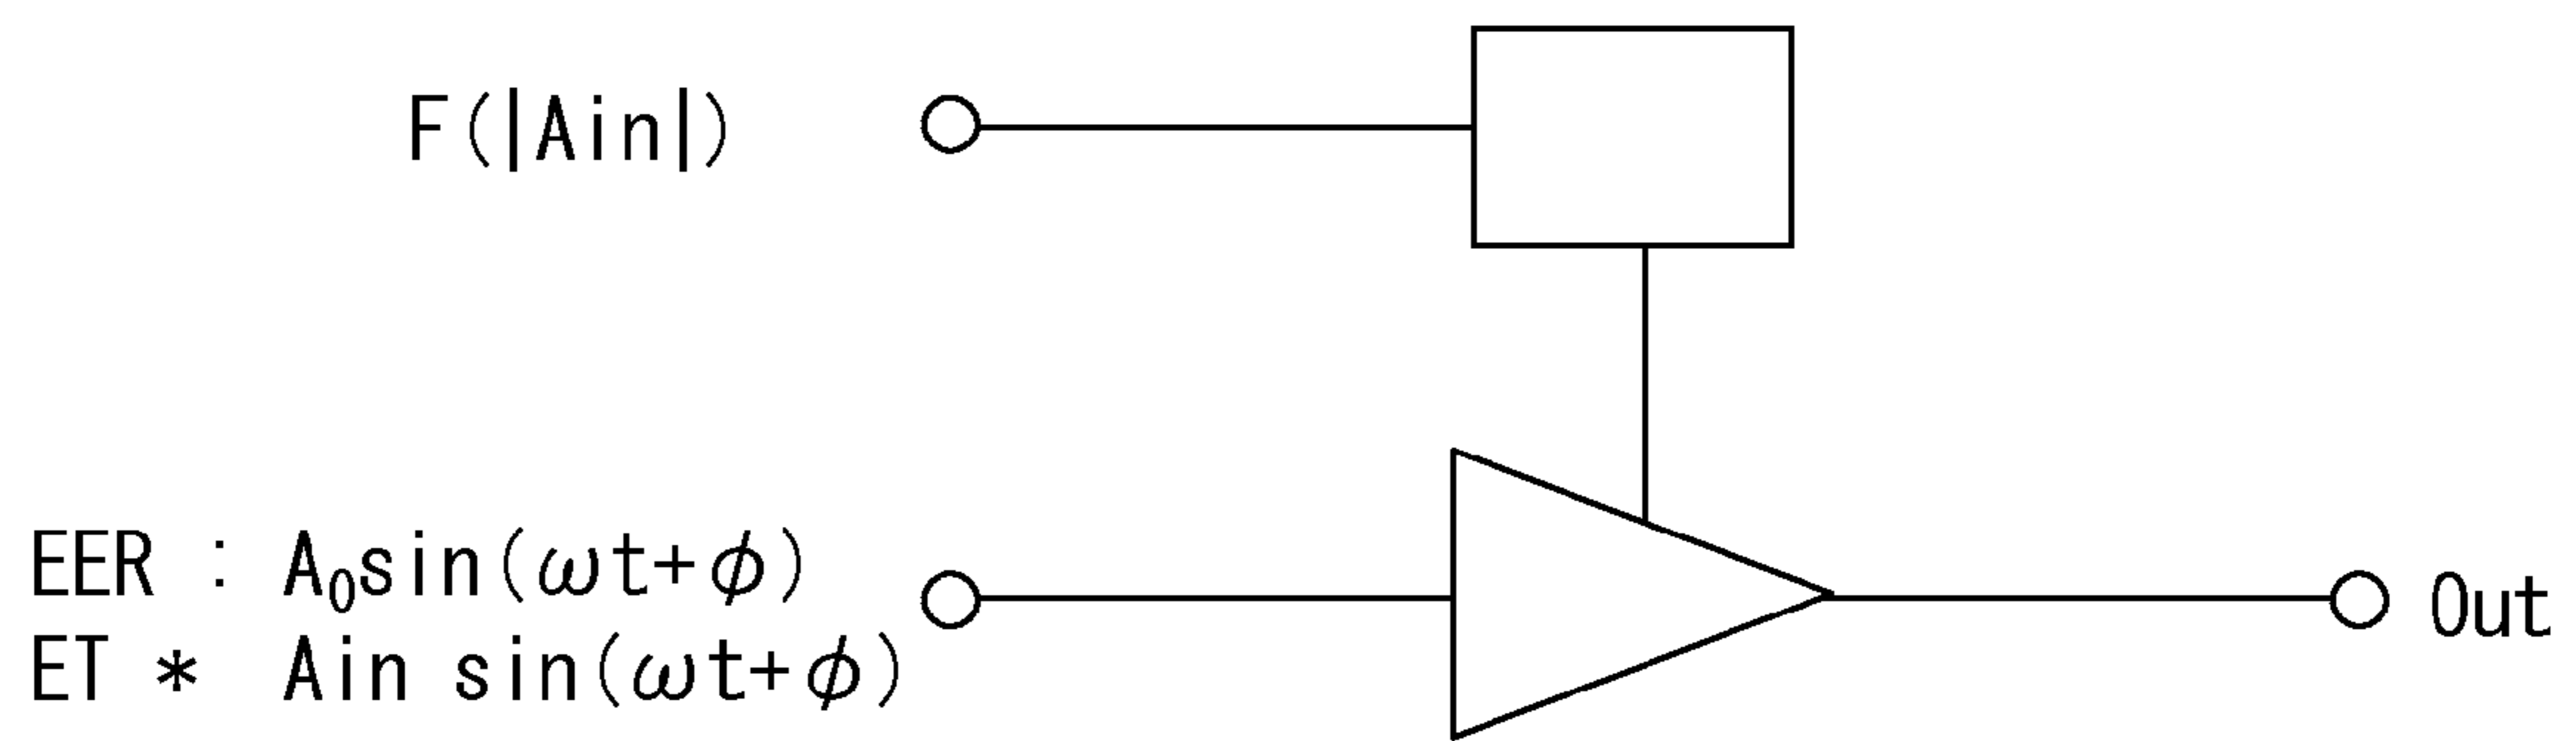 F(|Ain|)
EER : A₀sin(ωt+ϕ)
ET * Ain sin(ωt+ϕ)
Out